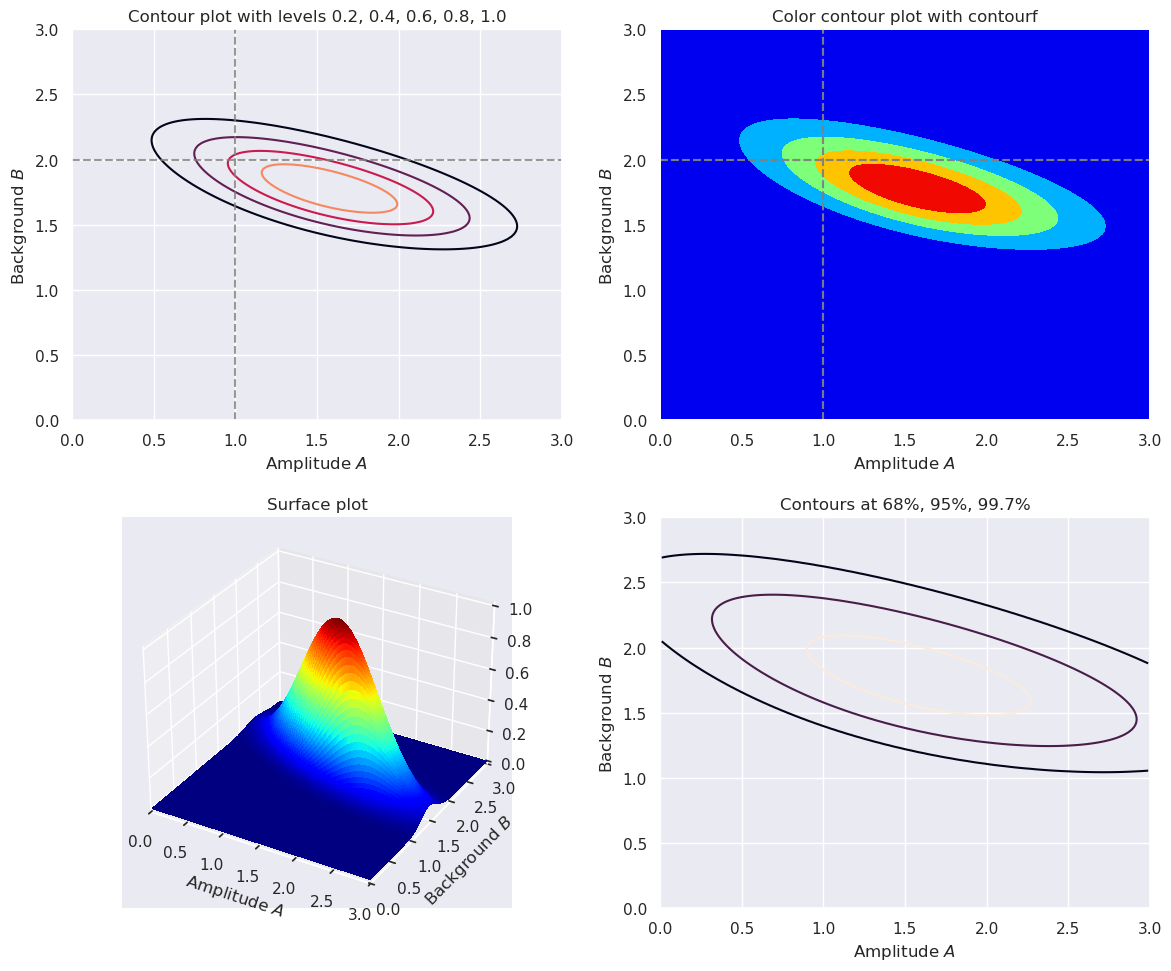 Contour plot with levels 0.2, 0.4, 0.6, 0.8, 1.0
3.0
2.5
2.0
1.5
1.0
0.5
0.0
Background B
0.0 0.5 1.0 1.5 2.0 2.5 3.0
Amplitude A
Color contour plot with contourf
3.0
2.5
2.0
1.5
1.0
0.5
0.0
Background B
0.0 0.5 1.0 1.5 2.0 2.5 3.0
Amplitude A
Surface plot
1.0
0.8
0.6
0.4
0.2
0.0
3.0
2.5
2.0
1.5
1.0
0.5
0.0
Background B
0.0
0.5
1.0
1.5
2.0
2.5
3.0
Amplitude A
Contours at 68%, 95%, 99.7%
3.0
2.5
2.0
1.5
1.0
0.5
0.0
Background B
0.0 0.5 1.0 1.5 2.0 2.5 3.0
Amplitude A